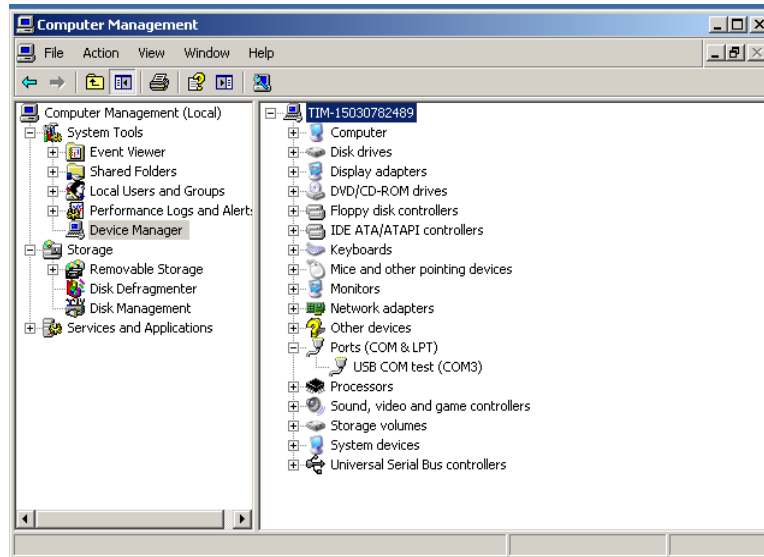 Computer Management
File Action View Window Help
Computer Management (Local)
System Tools
Event Viewer
Shared Folders
Local Users and Groups
Performance Logs and Alert
Device Manager
Storage
Removable Storage
Disk Defragmenter
Disk Management
Services and Applications
TIM-15030782489
Computer
Disk drives
Display adapters
DVD/CD-ROM drives
Floppy disk controllers
IDE ATA/ATAPI controllers
Keyboards
Mice and other pointing devices
Monitors
Network adapters
Other devices
Ports (COM & LPT)
USB COM test (COM3)
Processors
Sound, video and game controllers
Storage volumes
System devices
Universal Serial Bus controllers